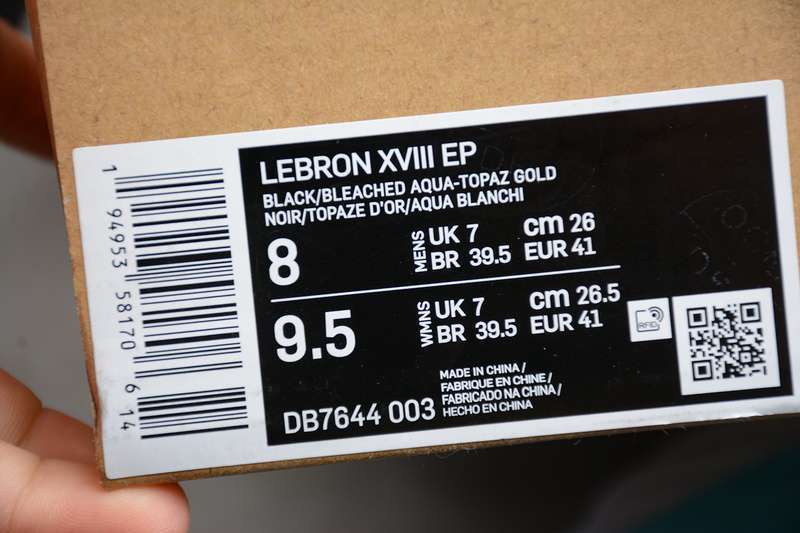 LEBRON XVIII EP
BLACK/BLEACHED AQUA-TOPAZ GOLD
NOIR/TOPAZE D'OR/AQUA BLANCHI
8
MENS
UK 7 cm 26
BR 39.5 EUR 41
9.5
WMNS
UK 7 cm 26.5
BR 39.5 EUR 41
RFID
DB7644 003
MADE IN CHINA /
FABRIQUE EN CHINE /
FABRICADO NA CHINA /
HECHO EN CHINA
1 94953 58170 6 14